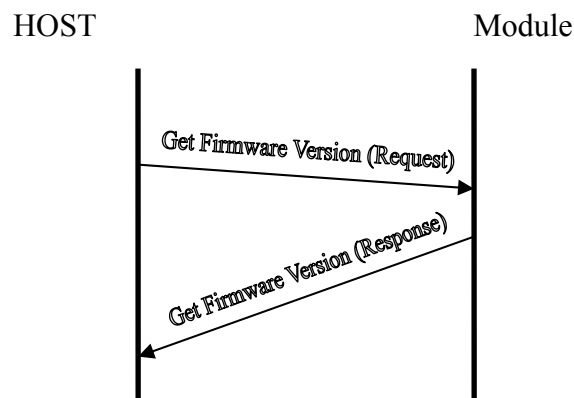 HOST
Module
Get Firmware Version (Request)
Get Firmware Version (Response)